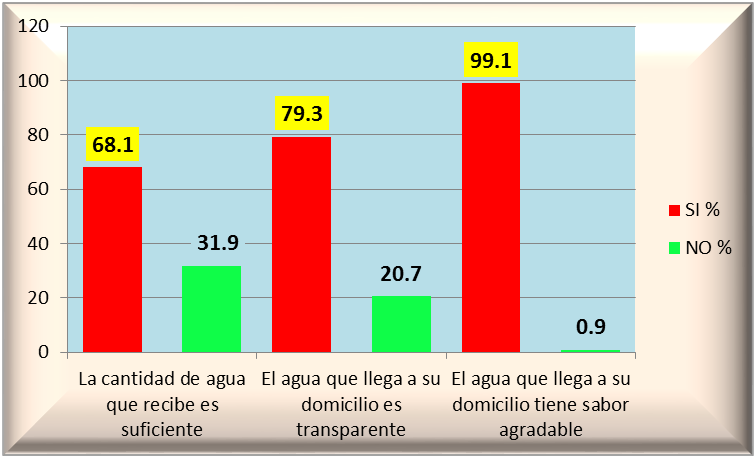 120
100
80
60
40
20
0
68.1
31.9
79.3
20.7
99.1
0.9
SI %
NO %
La cantidad de agua
que recibe es
suficiente
El agua que llega a su
domicilio es
transparente
El agua que llega a su
domicilio tiene sabor
agradable